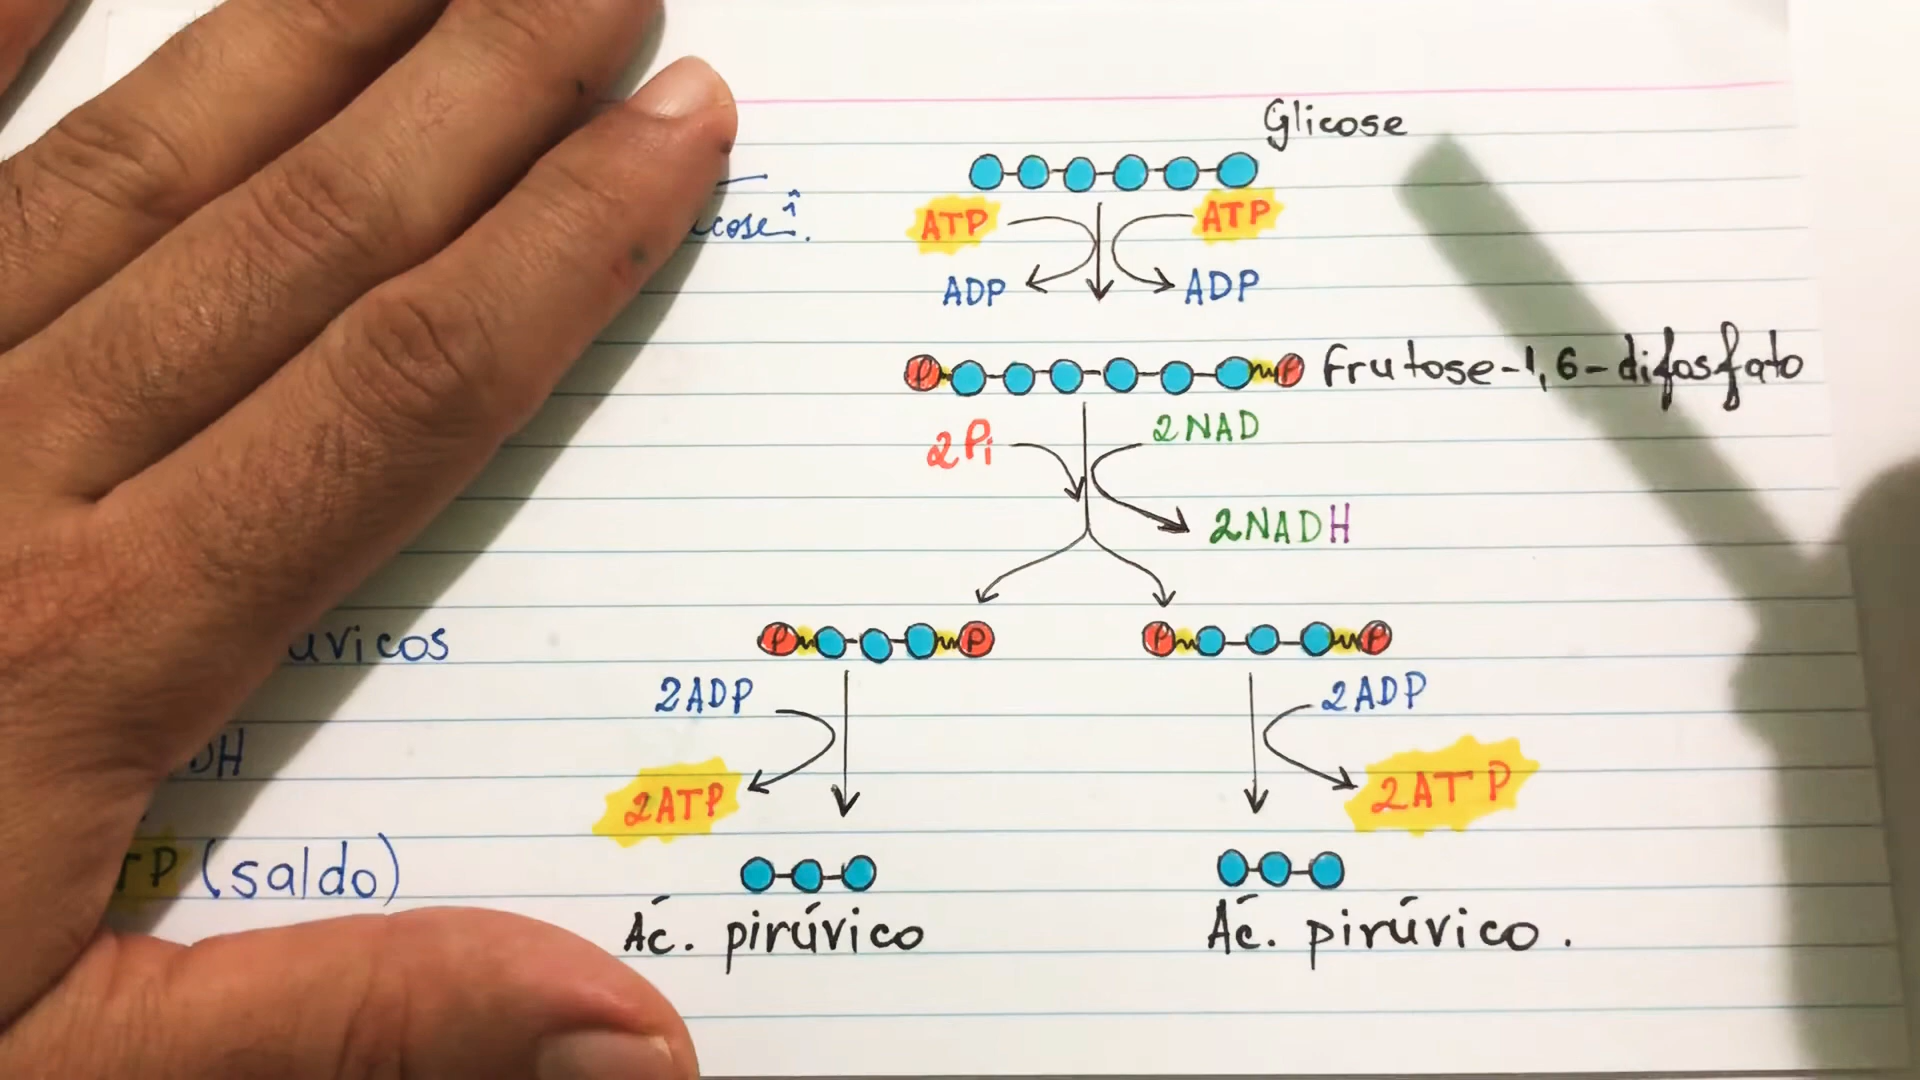 Glicose
ATP ATP
ADP ADP
P P frutose-1,6-difosfato
2Pi 2NAD
2NADH
P P P P
2ADP 2ADP
2ATP 2ATP
(saldo)
Ác. pirúvico Ác. pirúvico.